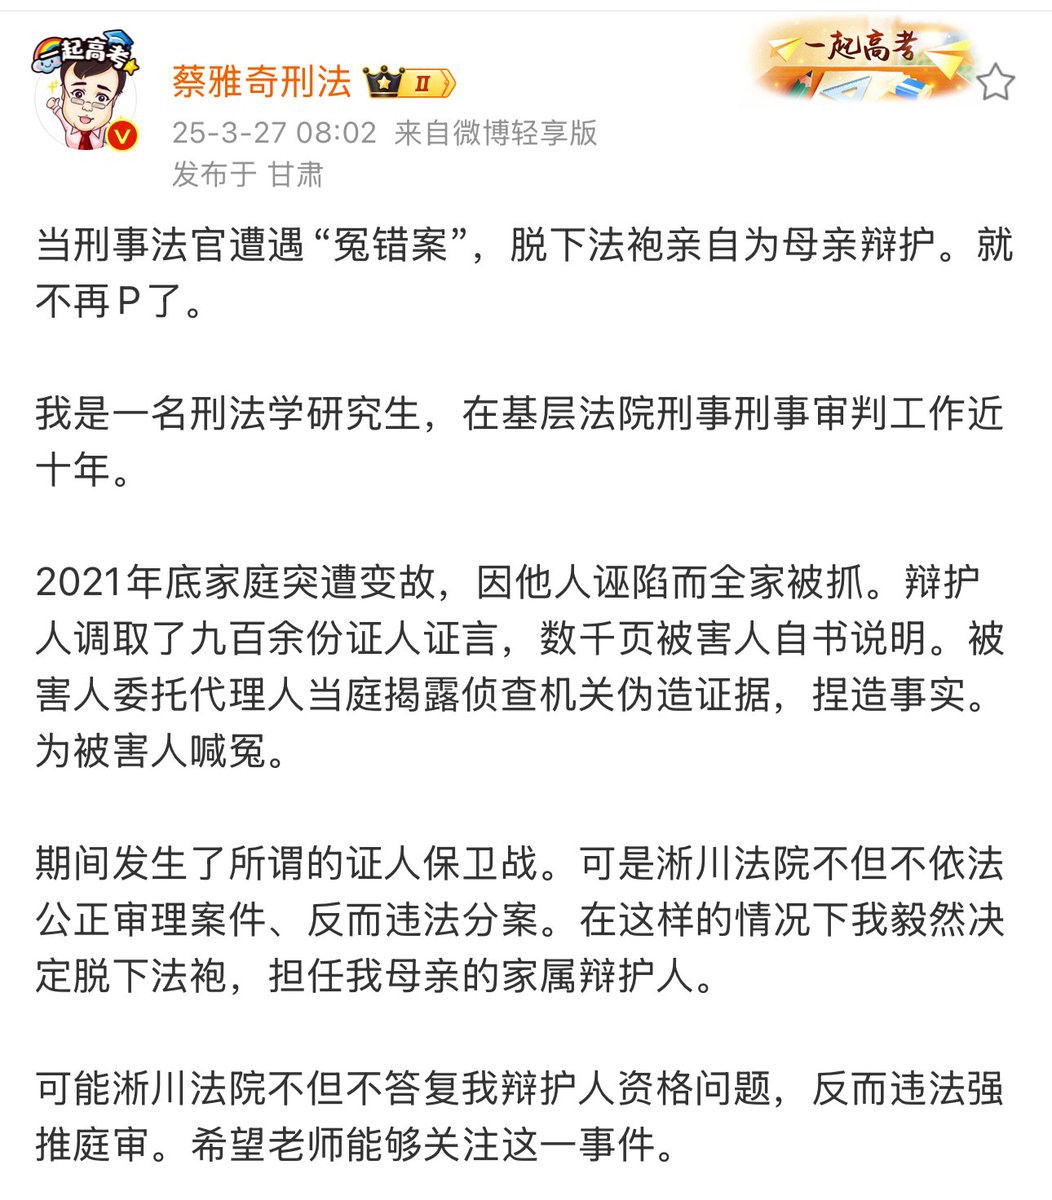 一起高考
一起高考
蔡雅奇刑法 II
25-3-27 08:02 来自微博轻享版
发布于 甘肃
当刑事法官遭遇“冤错案”，脱下法袍亲自为母亲辩护。就
不再P了。
我是一名刑法学研究生，在基层法院刑事刑事审判工作近
十年。
2021年底家庭突遭变故，因他人诬陷而全家被抓。辩护
人调取了九百余份证人证言，数千页被害人自书说明。被
害人委托代理人当庭揭露侦查机关伪造证据，捏造事实。
为被害人喊冤。
期间发生了所谓的证人保卫战。可是淅川法院不但不依法
公正审理案件、反而违法分案。在这样的情况下我毅然决
定脱下法袍，担任我母亲的家属辩护人。
可能淅川法院不但不答复我辩护人资格问题，反而违法强
推庭审。希望老师能够关注这一事件。